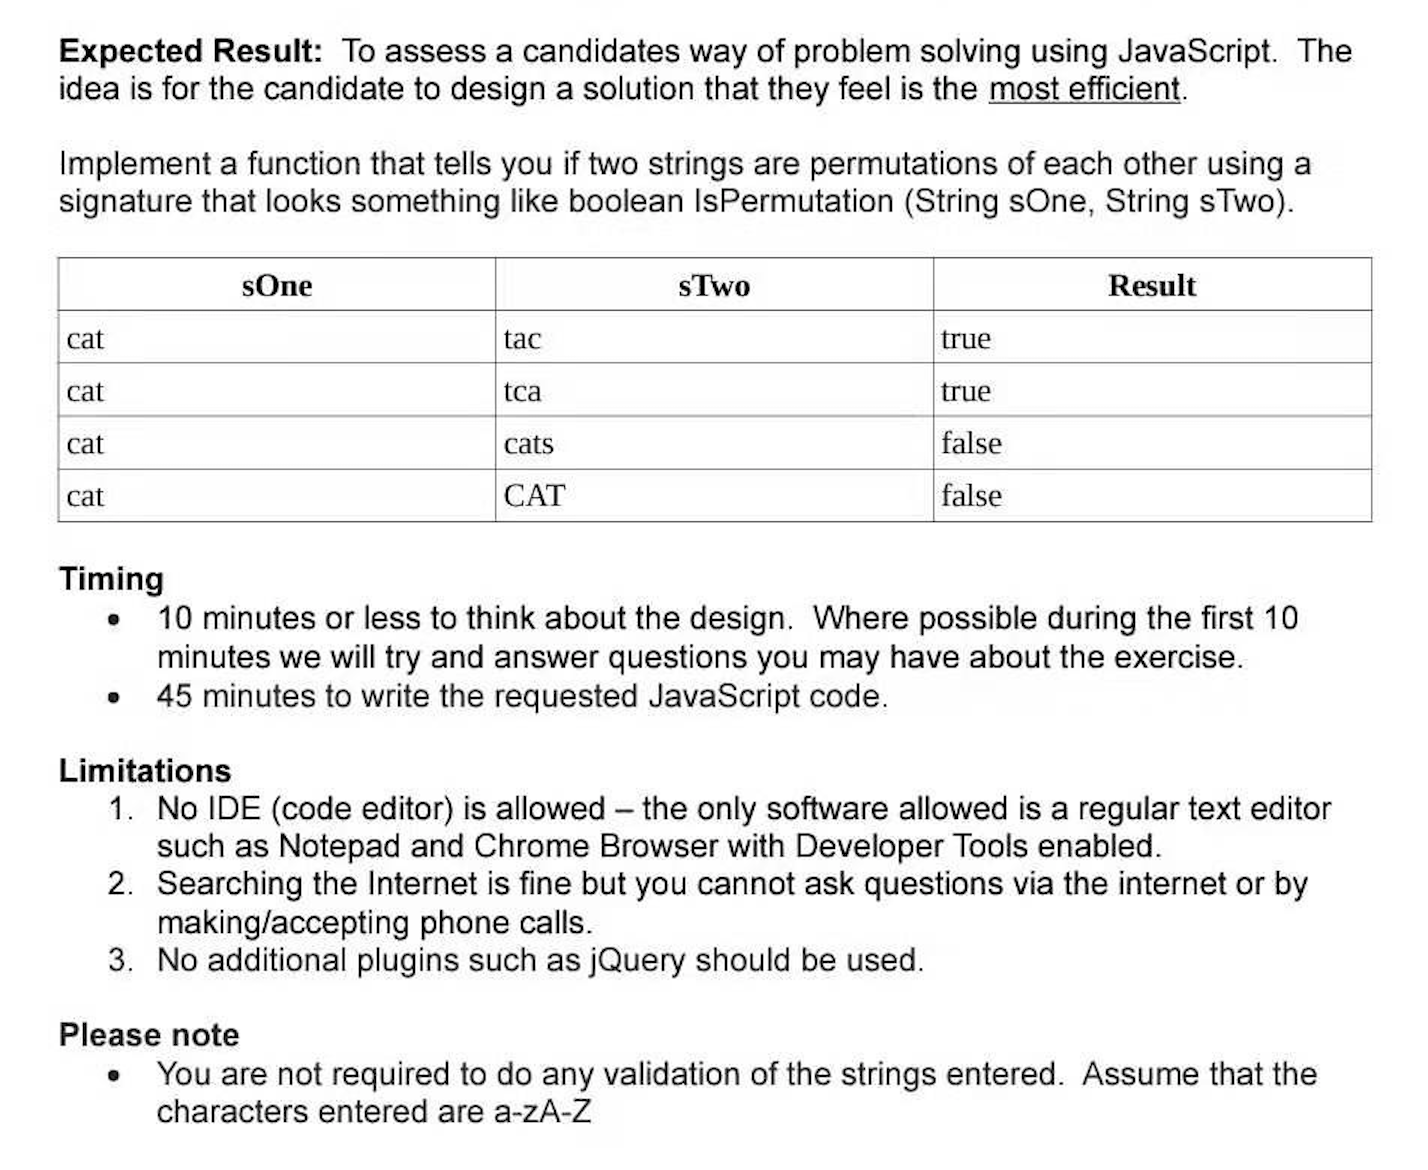 Expected Result: To assess a candidates way of problem solving using JavaScript. The
idea is for the candidate to design a solution that they feel is the most efficient.
Implement a function that tells you if two strings are permutations of each other using a
signature that looks something like boolean IsPermutation (String sOne, String sTwo).
sOne sTwo Result
cat tac true
cat tca true
cat cats false
cat CAT false
Timing
• 10 minutes or less to think about the design. Where possible during the first 10
minutes we will try and answer questions you may have about the exercise.
• 45 minutes to write the requested JavaScript code.
Limitations
1. No IDE (code editor) is allowed – the only software allowed is a regular text editor
such as Notepad and Chrome Browser with Developer Tools enabled.
2. Searching the Internet is fine but you cannot ask questions via the internet or by
making/accepting phone calls.
3. No additional plugins such as jQuery should be used.
Please note
• You are not required to do any validation of the strings entered. Assume that the
characters entered are a-zA-Z